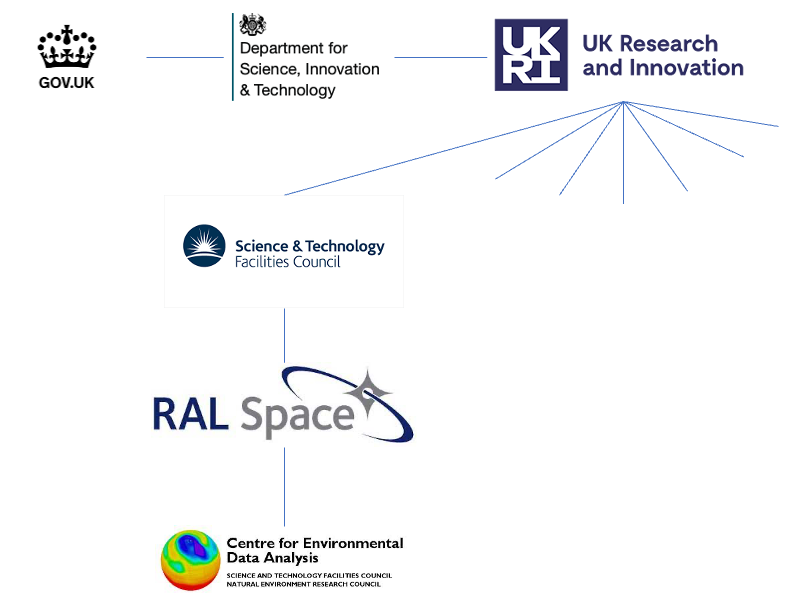 GOV.UK
Department for
Science, Innovation
& Technology
UKRI
UK Research
and Innovation
Science & Technology
Facilities Council
RAL Space
Centre for Environmental
Data Analysis
SCIENCE AND TECHNOLOGY FACILITIES COUNCIL
NATURAL ENVIRONMENT RESEARCH COUNCIL